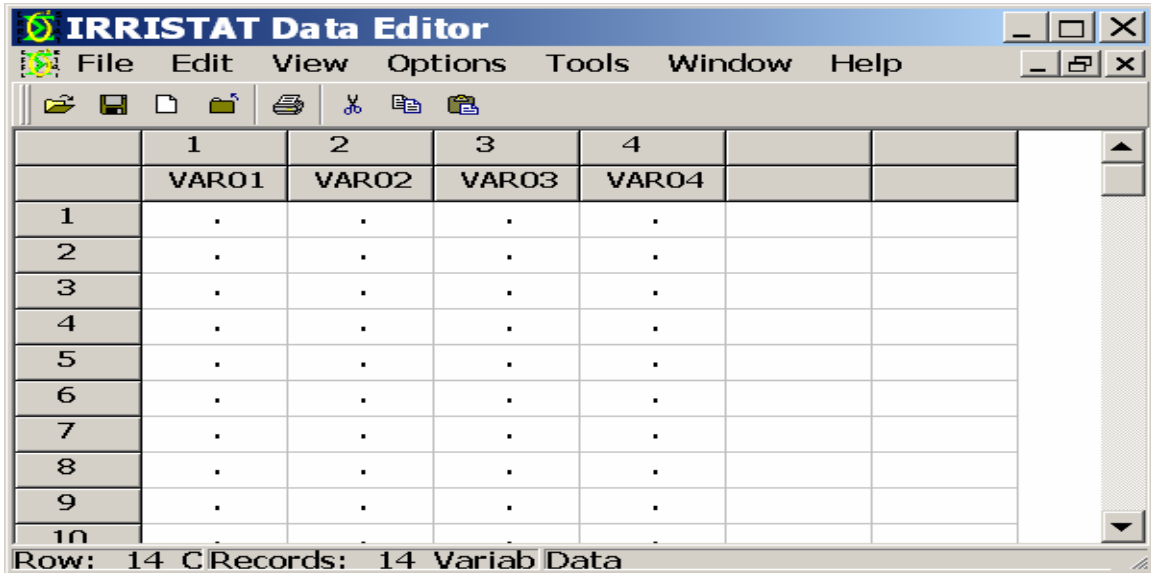 IRRISTAT Data Editor
File Edit View Options Tools Window Help
1 2 3 4
VAR01 VAR02 VAR03 VAR04
1 . . . .
2 . . . .
3 . . . .
4 . . . .
5 . . . .
6 . . . .
7 . . . .
8 . . . .
9 . . . .
10 . . . .
Row: 14 C Records: 14 Variab Data